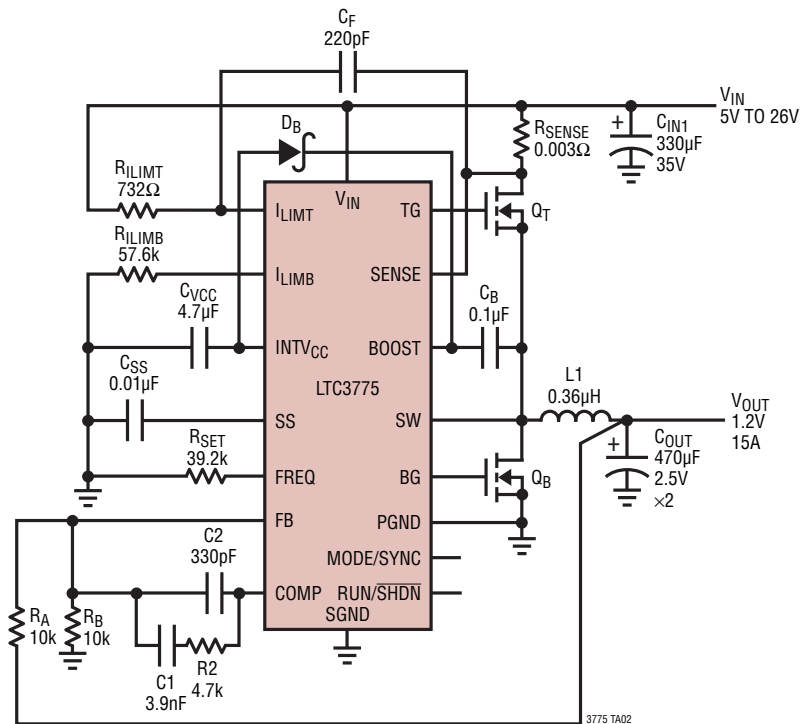 C_F
220pF
V_IN
5V TO 26V
D_B
R_SENSE
0.003Ω
C_IN1
330µF
35V
+
R_ILIMT
732Ω
V_IN
I_LIMT
TG
Q_T
R_ILIMB
57.6k
I_LIMB
SENSE
C_VCC
4.7µF
C_B
0.1µF
INTV_CC
BOOST
LTC3775
C_SS
0.01µF
L1
0.36µH
V_OUT
1.2V
15A
SS
SW
C_OUT
470µF
2.5V
×2
+
R_SET
39.2k
FREQ
BG
Q_B
FB
PGND
C2
330pF
MODE/SYNC
COMP
RUN/SHDN
SGND
R_A
10k
R_B
10k
C1
3.9nF
R2
4.7k
3775 TA02